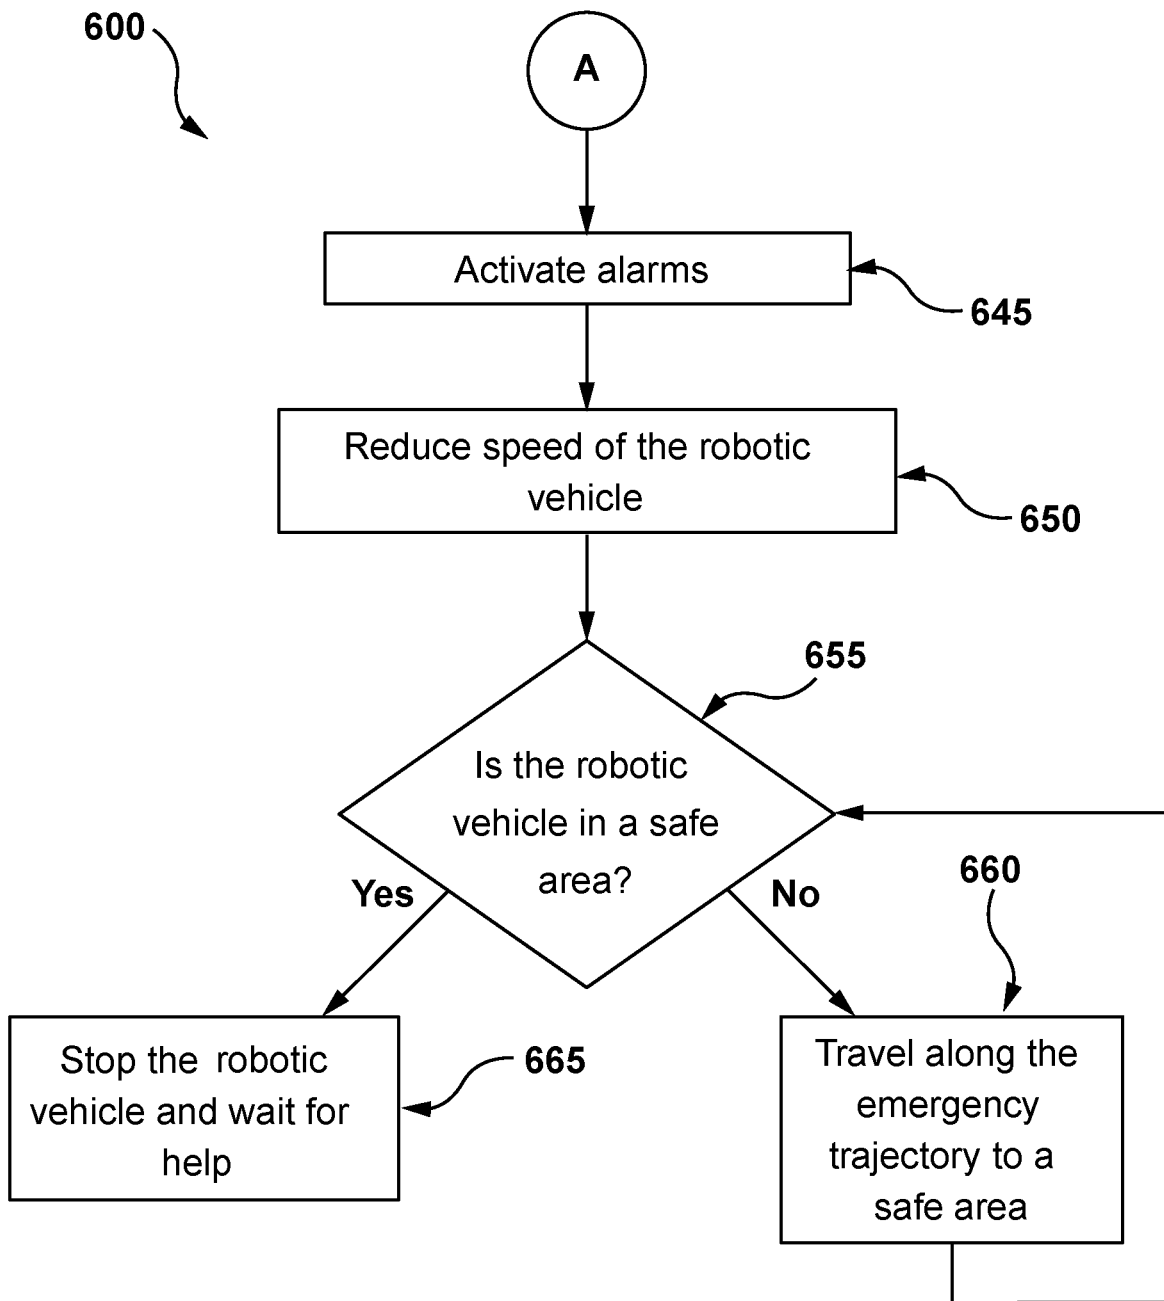 600
A
Activate alarms
645
Reduce speed of the robotic
vehicle
650
655
Is the robotic
vehicle in a safe
area?
Yes
No
660
Stop the robotic
vehicle and wait for
help
665
Travel along the
emergency
trajectory to a
safe area